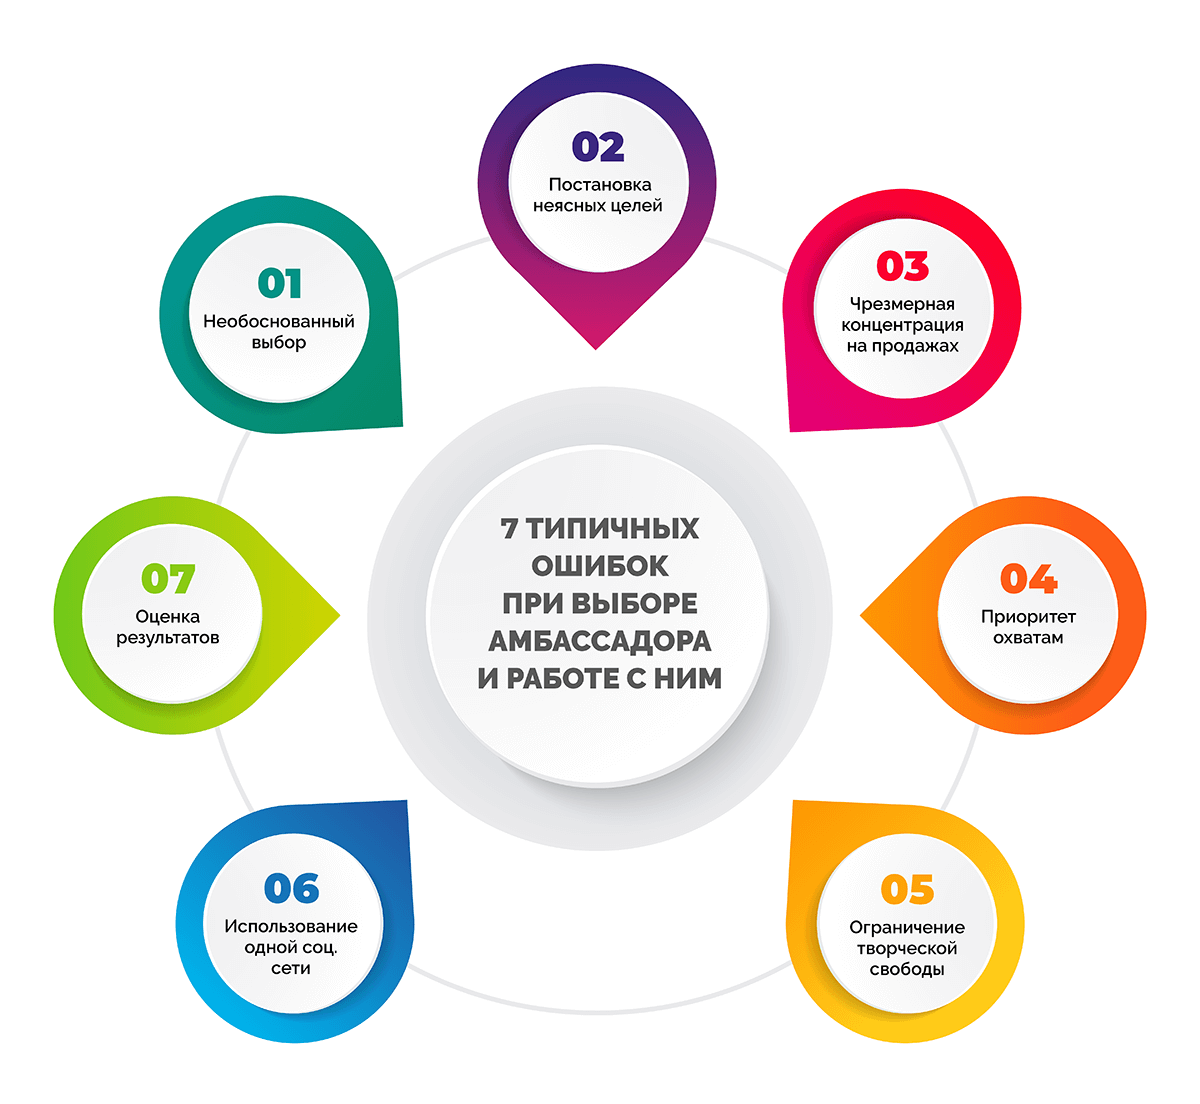 7 ТИПИЧНЫХ
ОШИБОК
ПРИ ВЫБОРЕ
АМБАССАДОРА
И РАБОТЕ С НИМ
01
Необоснованный
выбор
02
Постановка
неясных целей
03
Чрезмерная
концентрация
на продажах
04
Приоритет
охватам
05
Ограничение
творческой
свободы
06
Использование
одной соц.
сети
07
Оценка
результатов